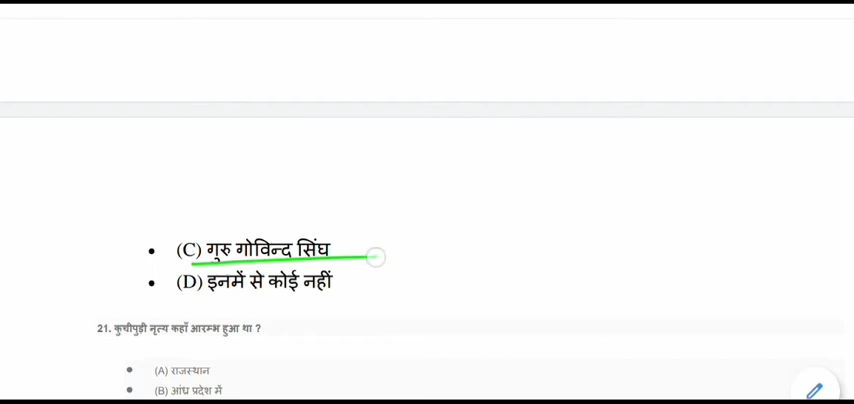 (C) गुरु गोविन्द सिंघ
(D) इनमें से कोई नहीं
21. कुचीपुड़ी नृत्य कहाँ आरम्भ हुआ था ?
(A) राजस्थान
(B) आंध्र प्रदेश में